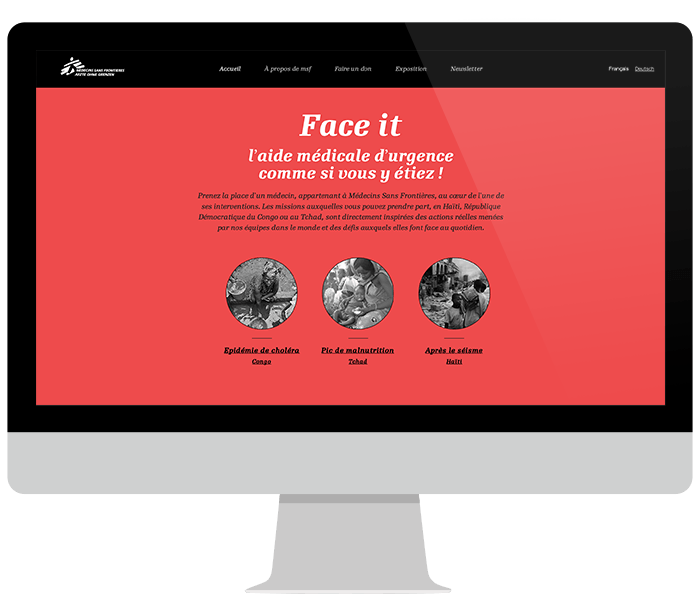 MEDECINS SANS FRONTIERES
ÄRZTE OHNE GRENZEN
Accueil
À propos de msf
Faire un don
Exposition
Newsletter
Français
Deutsch
Face it
l'aide médicale d'urgence
comme si vous y étiez !
Prenez la place d'un médecin, appartenant à Médecins Sans Frontières, au cœur de l'une de
ses interventions. Les missions auxquelles vous pouvez prendre part, en Haïti, République
Démocratique du Congo ou au Tchad, sont directement inspirées des actions réelles menées
par nos équipes dans le monde et des défis auxquels elles font face au quotidien.
Epidémie de choléra
Congo
Pic de malnutrition
Tchad
Après le séisme
Haïti